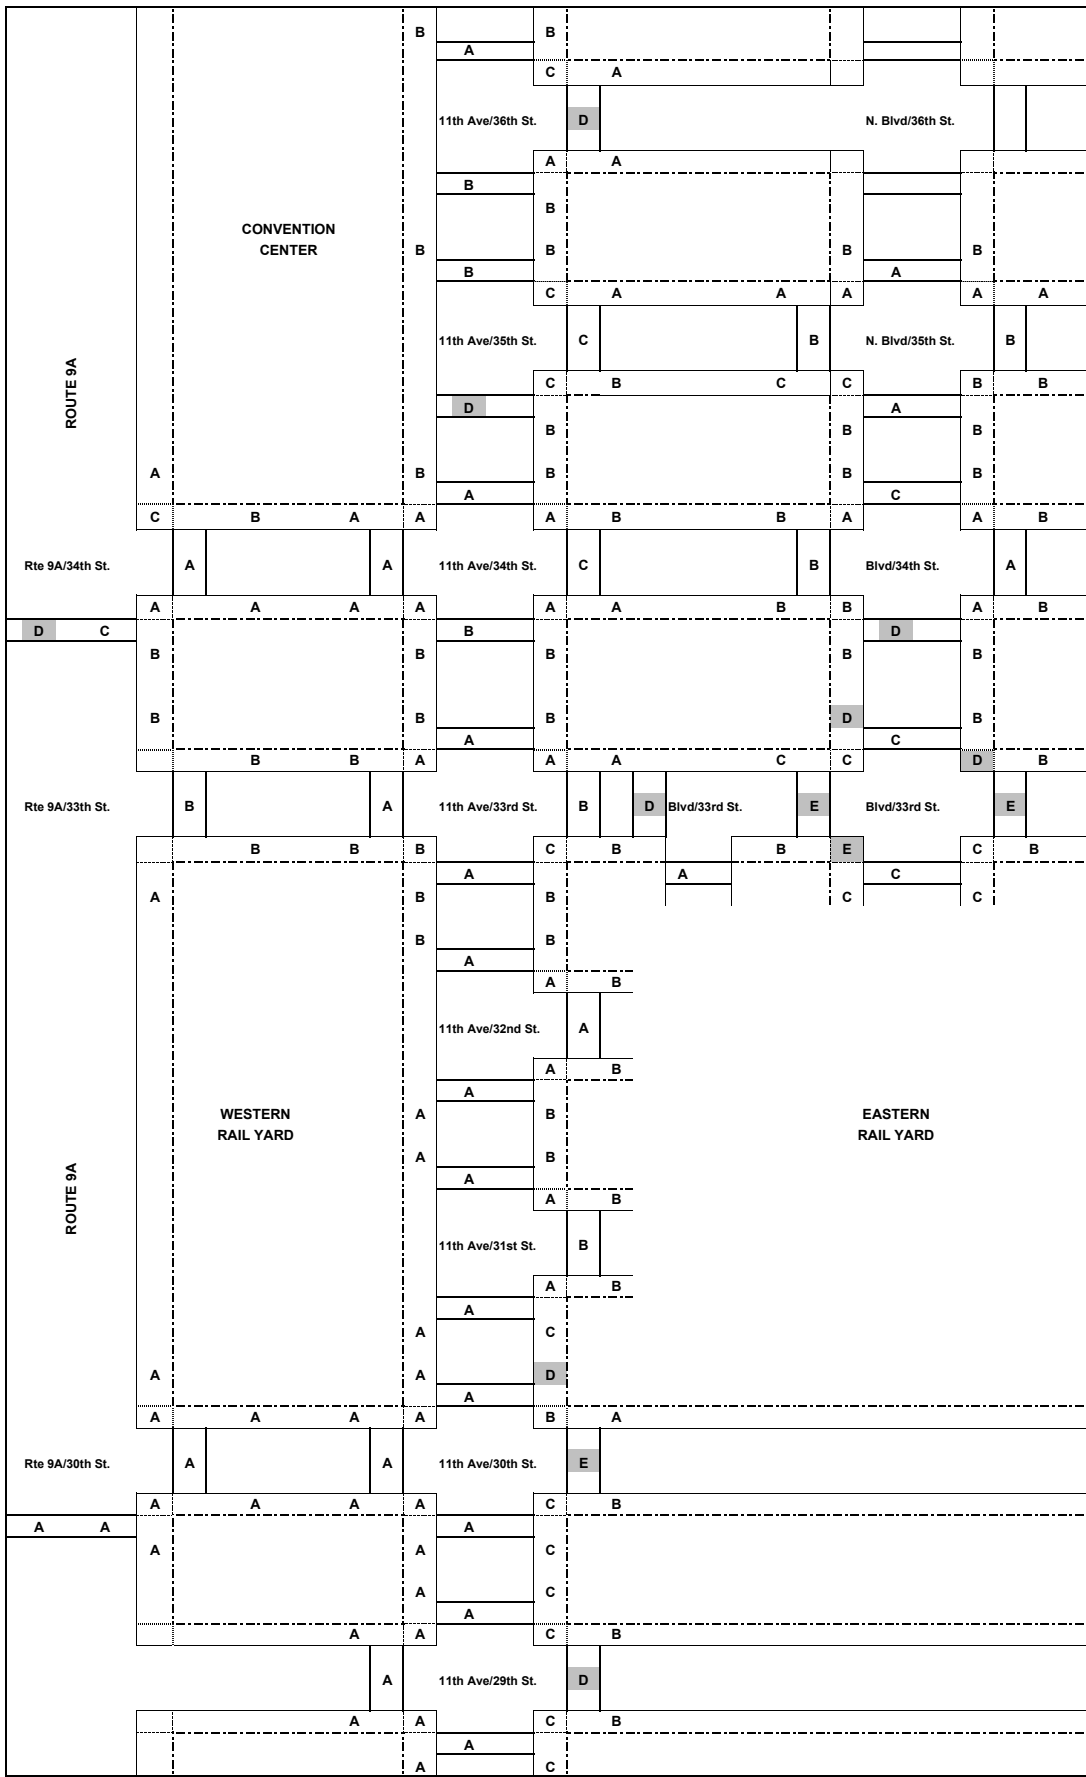 B B
A
C A
11th Ave/36th St. D N. Blvd/36th St.
A A
B
B
CONVENTION
CENTER
B B B B
B A
C A A A A A
11th Ave/35th St. C B N. Blvd/35th St. B
ROUTE 9A
C B C C B B
D A
B B B
A B B B B
A C
C B A A A B B A A B
Rte 9A/34th St. A A 11th Ave/34th St. C B Blvd/34th St. A
A A A A A A B B A B
D C B D
B B B B B
B B B D B
A C
B B A A A C C D B
Rte 9A/33th St. B A 11th Ave/33rd St. B D Blvd/33rd St. E Blvd/33rd St. E
B B B C B B E C B
A A C
A B B C C
B B
A
A B
11th Ave/32nd St. A
A B
A
WESTERN
RAIL YARD
A B
EASTERN
RAIL YARD
A B
A
ROUTE 9A
A B
11th Ave/31st St. B
A B
A
A C
A A D
A
A A A A B A
Rte 9A/30th St. A A 11th Ave/30th St. E
A A A A C B
A A A
A A C
A C
A
A A C B
A 11th Ave/29th St. D
A A C B
A
A C